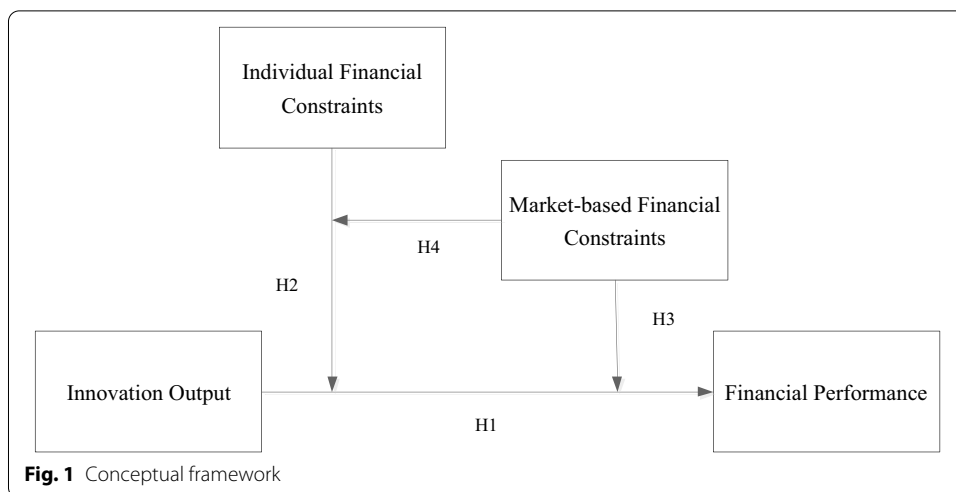 Individual Financial
Constraints
Market-based Financial
Constraints
H4
H2
H3
Innovation Output
Financial Performance
H1
Fig. 1 Conceptual framework